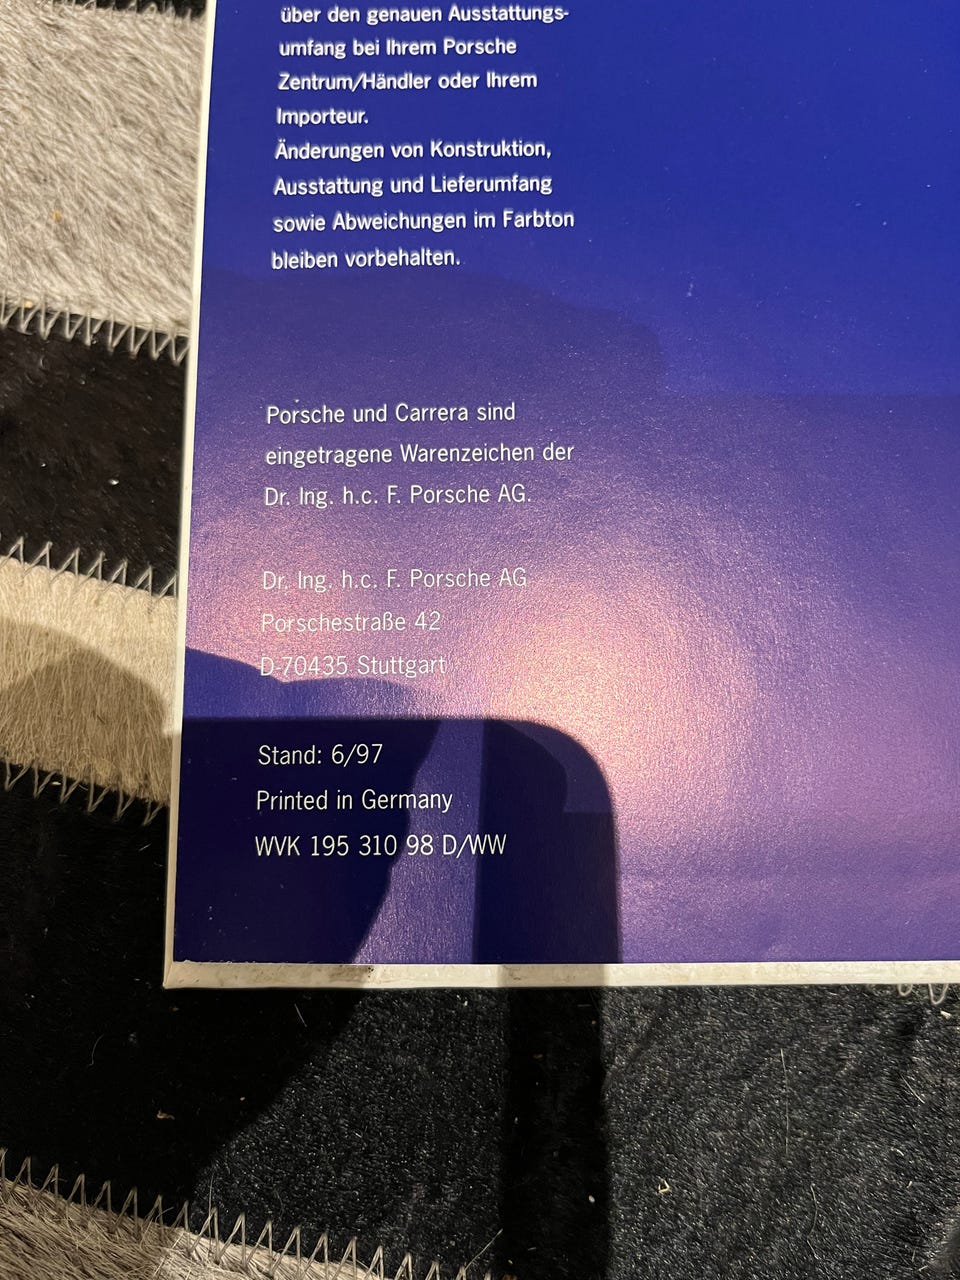 über den genauen Ausstattungs-
umfang bei Ihrem Porsche
Zentrum/Händler oder Ihrem
Importeur.
Änderungen von Konstruktion,
Ausstattung und Lieferumfang
sowie Abweichungen im Farbton
bleiben vorbehalten.
Porsche und Carrera sind
eingetragene Warenzeichen der
Dr. Ing. h.c. F. Porsche AG.
Dr. Ing. h.c. F. Porsche AG
Porschestraße 42
D-70435 Stuttgart
Stand: 6/97
Printed in Germany
WVK 195 310 98 D/WW